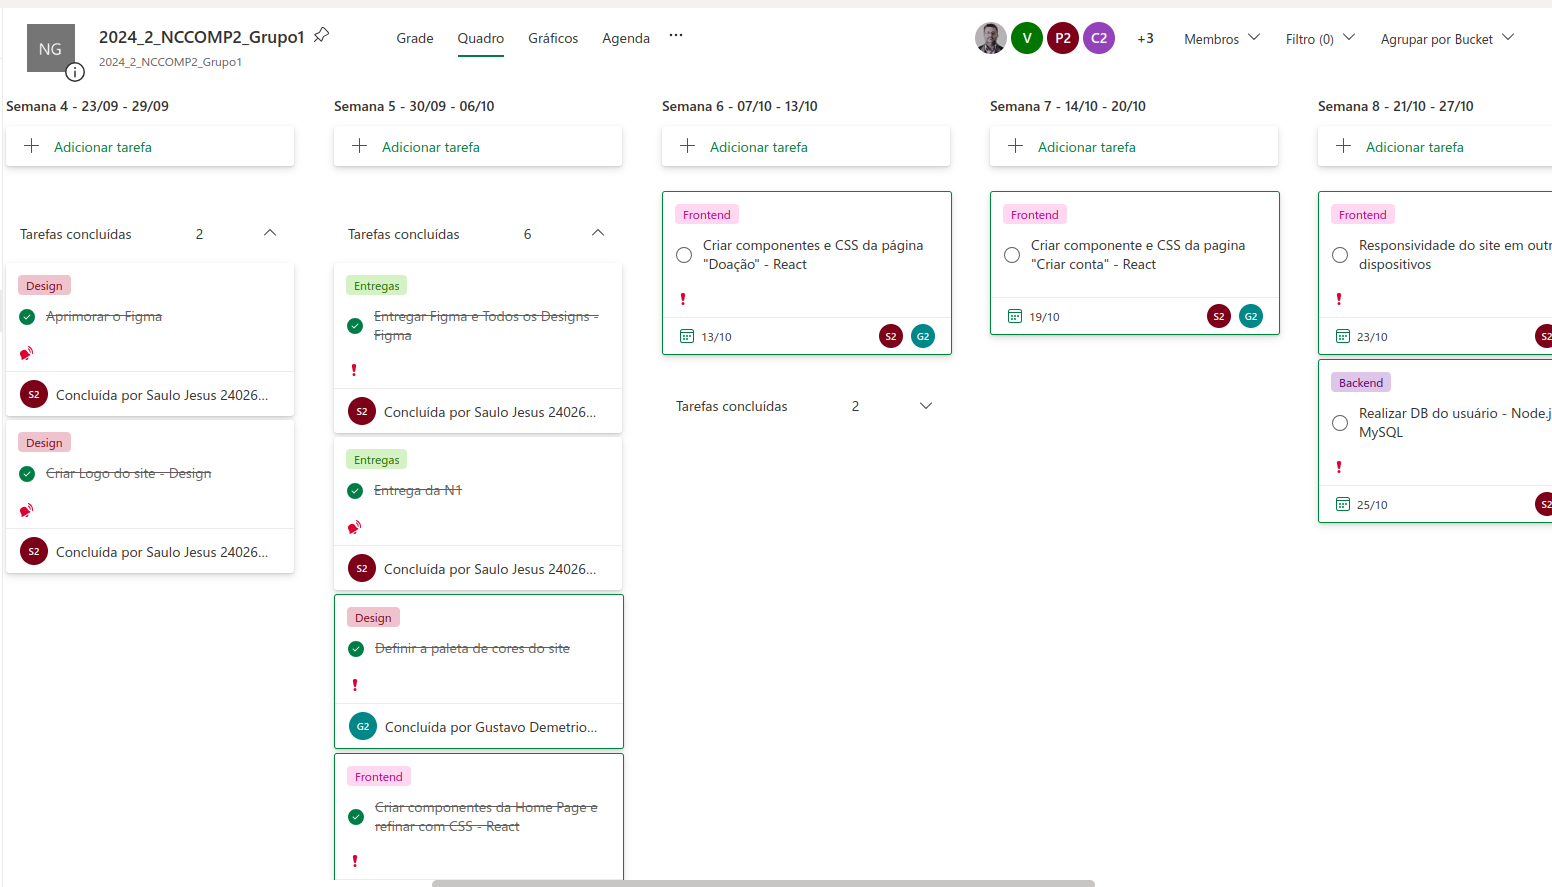 NG
2024_2_NCCOMP2_Grupo1
2024_2_NCCOMP2_Grupo1
Grade
Quadro
Gráficos
Agenda
V
P2
C2
+3
Membros
Filtro (0)
Agrupar por Bucket
Semana 4 - 23/09 - 29/09
Adicionar tarefa
Tarefas concluídas 2
Design
Aprimorar o Figma
S2 Concluída por Saulo Jesus 24026...
Design
Criar Logo do site - Design
S2 Concluída por Saulo Jesus 24026...
Semana 5 - 30/09 - 06/10
Adicionar tarefa
Tarefas concluídas 6
Entregas
Entregar Figma e Todos os Designs -
Figma
S2 Concluída por Saulo Jesus 24026...
Entregas
Entrega da N1
S2 Concluída por Saulo Jesus 24026...
Design
Definir a paleta de cores do site
G2 Concluída por Gustavo Demetrio...
Frontend
Criar componentes da Home Page e
refinar com CSS - React
Semana 6 - 07/10 - 13/10
Adicionar tarefa
Frontend
Criar componentes e CSS da página
"Doação" - React
13/10 S2 G2
Tarefas concluídas 2
Semana 7 - 14/10 - 20/10
Adicionar tarefa
Frontend
Criar componente e CSS da pagina
"Criar conta" - React
19/10 S2 G2
Semana 8 - 21/10 - 27/10
Adicionar tarefa
Frontend
Responsividade do site em outr
dispositivos
23/10 S2
Backend
Realizar DB do usuário - Node.j
MySQL
25/10 S2